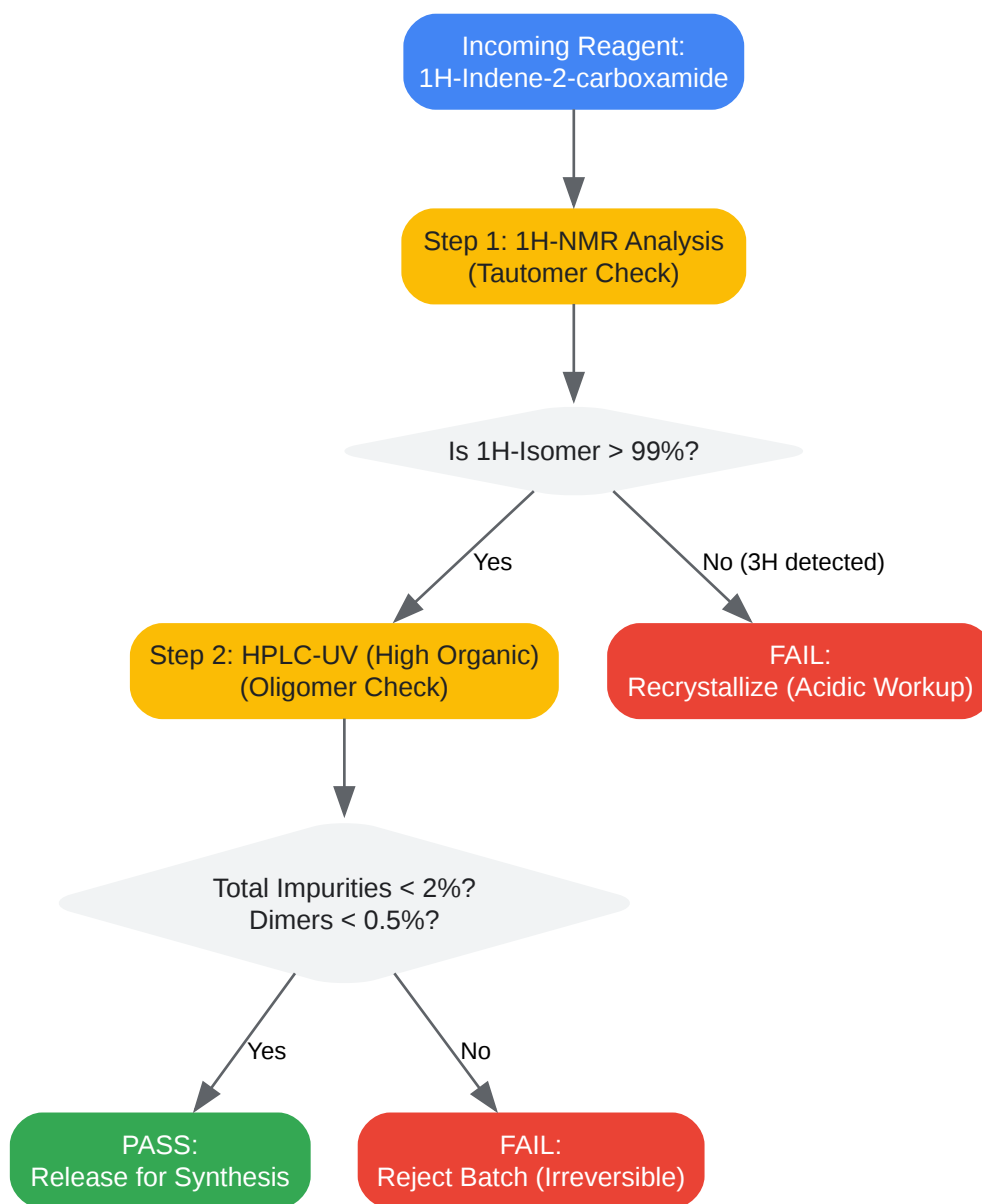 Incoming Reagent:
1H-Indene-2-carboxamide
Step 1: 1H-NMR Analysis
(Tautomer Check)
Is 1H-Isomer > 99%?
Yes
No (3H detected)
Step 2: HPLC-UV (High Organic)
(Oligomer Check)
FAIL:
Recrystallize (Acidic Workup)
Total Impurities < 2%?
Dimers < 0.5%?
Yes
No
PASS:
Release for Synthesis
FAIL:
Reject Batch (Irreversible)